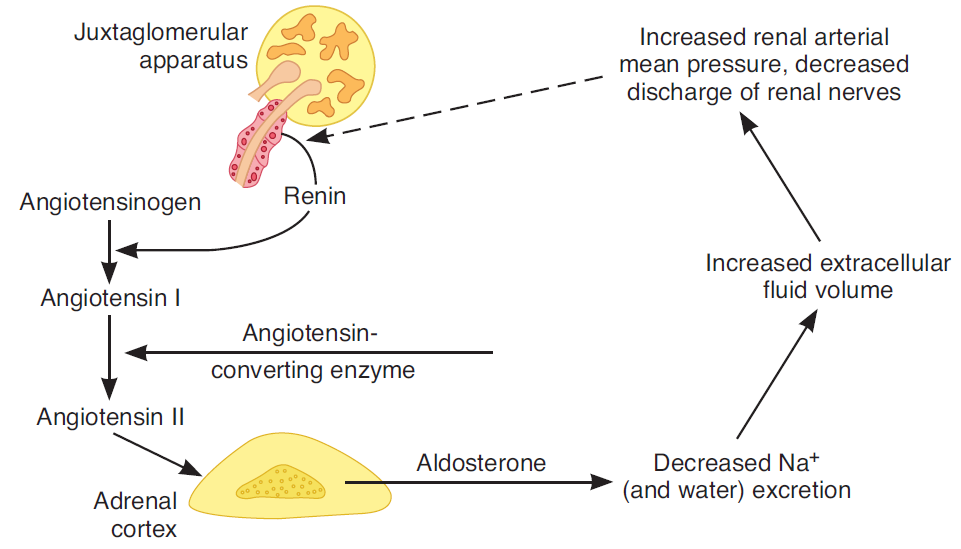 Juxtaglomerular
apparatus
Increased renal arterial
mean pressure, decreased
discharge of renal nerves
Renin
Angiotensinogen
Angiotensin I
Angiotensin-
converting enzyme
Angiotensin II
Adrenal
cortex
Aldosterone
Decreased Na⁺
(and water) excretion
Increased extracellular
fluid volume